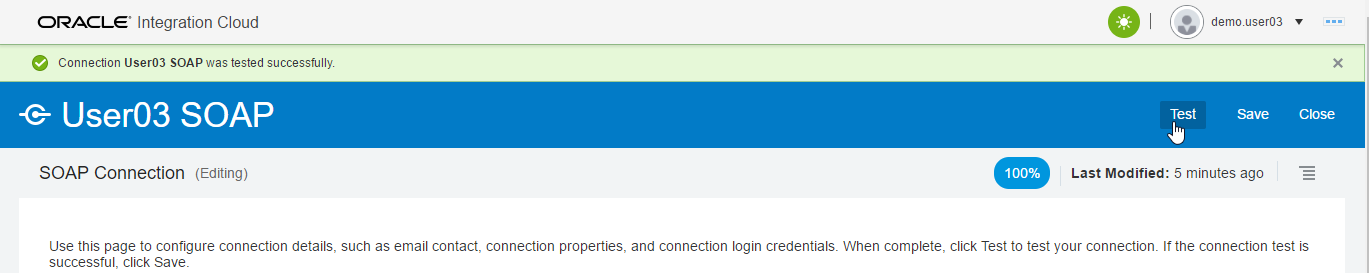 ORACLE® Integration Cloud
demo.user03
Connection User03 SOAP was tested successfully.
User03 SOAP
Test Save Close
SOAP Connection (Editing)
100% Last Modified: 5 minutes ago
Use this page to configure connection details, such as email contact, connection properties, and connection login credentials. When complete, click Test to test your connection. If the connection test is
successful, click Save.